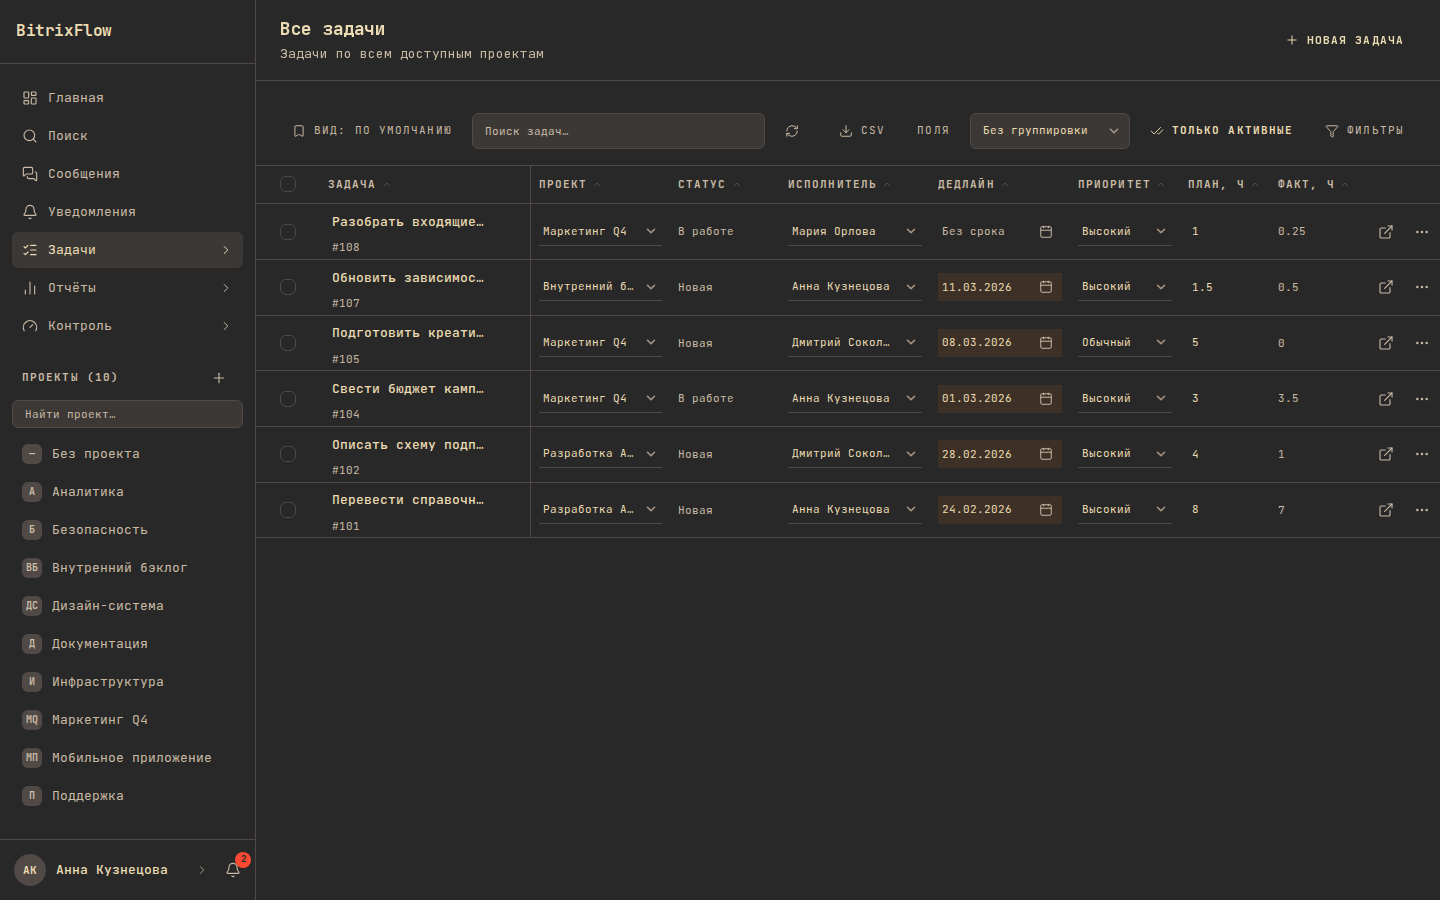 BitrixFlow
Главная
Поиск
Сообщения
Уведомления
Задачи
Отчёты
Контроль
ПРОЕКТЫ (10)
Найти проект…
— Без проекта
А Аналитика
Б Безопасность
ВБ Внутренний бэклог
ДС Дизайн-система
Д Документация
И Инфраструктура
MQ Маркетинг Q4
МП Мобильное приложение
П Поддержка
АК Анна Кузнецова 2
Все задачи
Задачи по всем доступным проектам
НОВАЯ ЗАДАЧА
ВИД: ПО УМОЛЧАНИЮ Поиск задач… CSV ПОЛЯ Без группировки ТОЛЬКО АКТИВНЫЕ ФИЛЬТРЫ
ЗАДАЧА ПРОЕКТ СТАТУС ИСПОЛНИТЕЛЬ ДЕДЛАЙН ПРИОРИТЕТ ПЛАН, Ч ФАКТ, Ч
Разобрать входящие…
#108
Маркетинг Q4 В работе Мария Орлова Без срока Высокий 1 0.25
Обновить зависимос…
#107
Внутренний б… Новая Анна Кузнецова 11.03.2026 Высокий 1.5 0.5
Подготовить креати…
#105
Маркетинг Q4 Новая Дмитрий Сокол… 08.03.2026 Обычный 5 0
Свести бюджет камп…
#104
Маркетинг Q4 В работе Анна Кузнецова 01.03.2026 Высокий 3 3.5
Описать схему подп…
#102
Разработка A… Новая Дмитрий Сокол… 28.02.2026 Высокий 4 1
Перевести справочн…
#101
Разработка A… Новая Анна Кузнецова 24.02.2026 Высокий 8 7